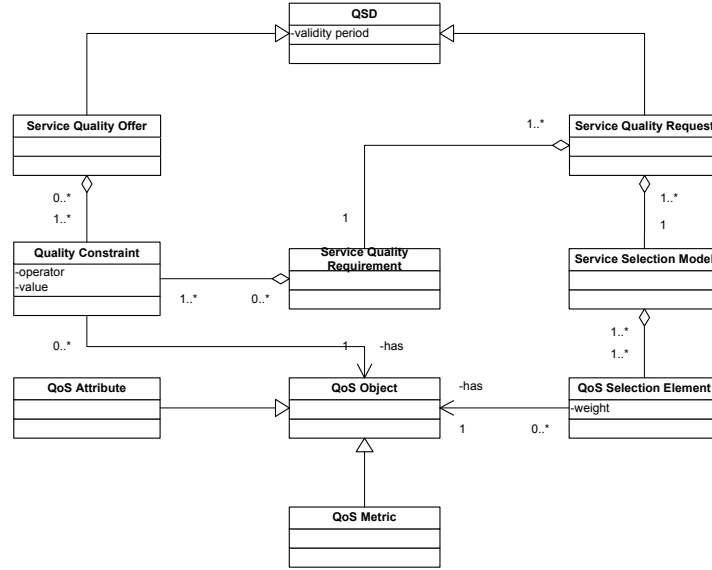 QSD
-validity period
Service Quality Offer
Service Quality Request
1..*
0..*
1..*
1..*
1
1
Quality Constraint
-operator
-value
Service Quality
Requirement
Service Selection Model
1..*
0..*
0..*
1
-has
1..*
1..*
QoS Attribute
QoS Object
-has
QoS Selection Element
-weight
1
0..*
QoS Metric